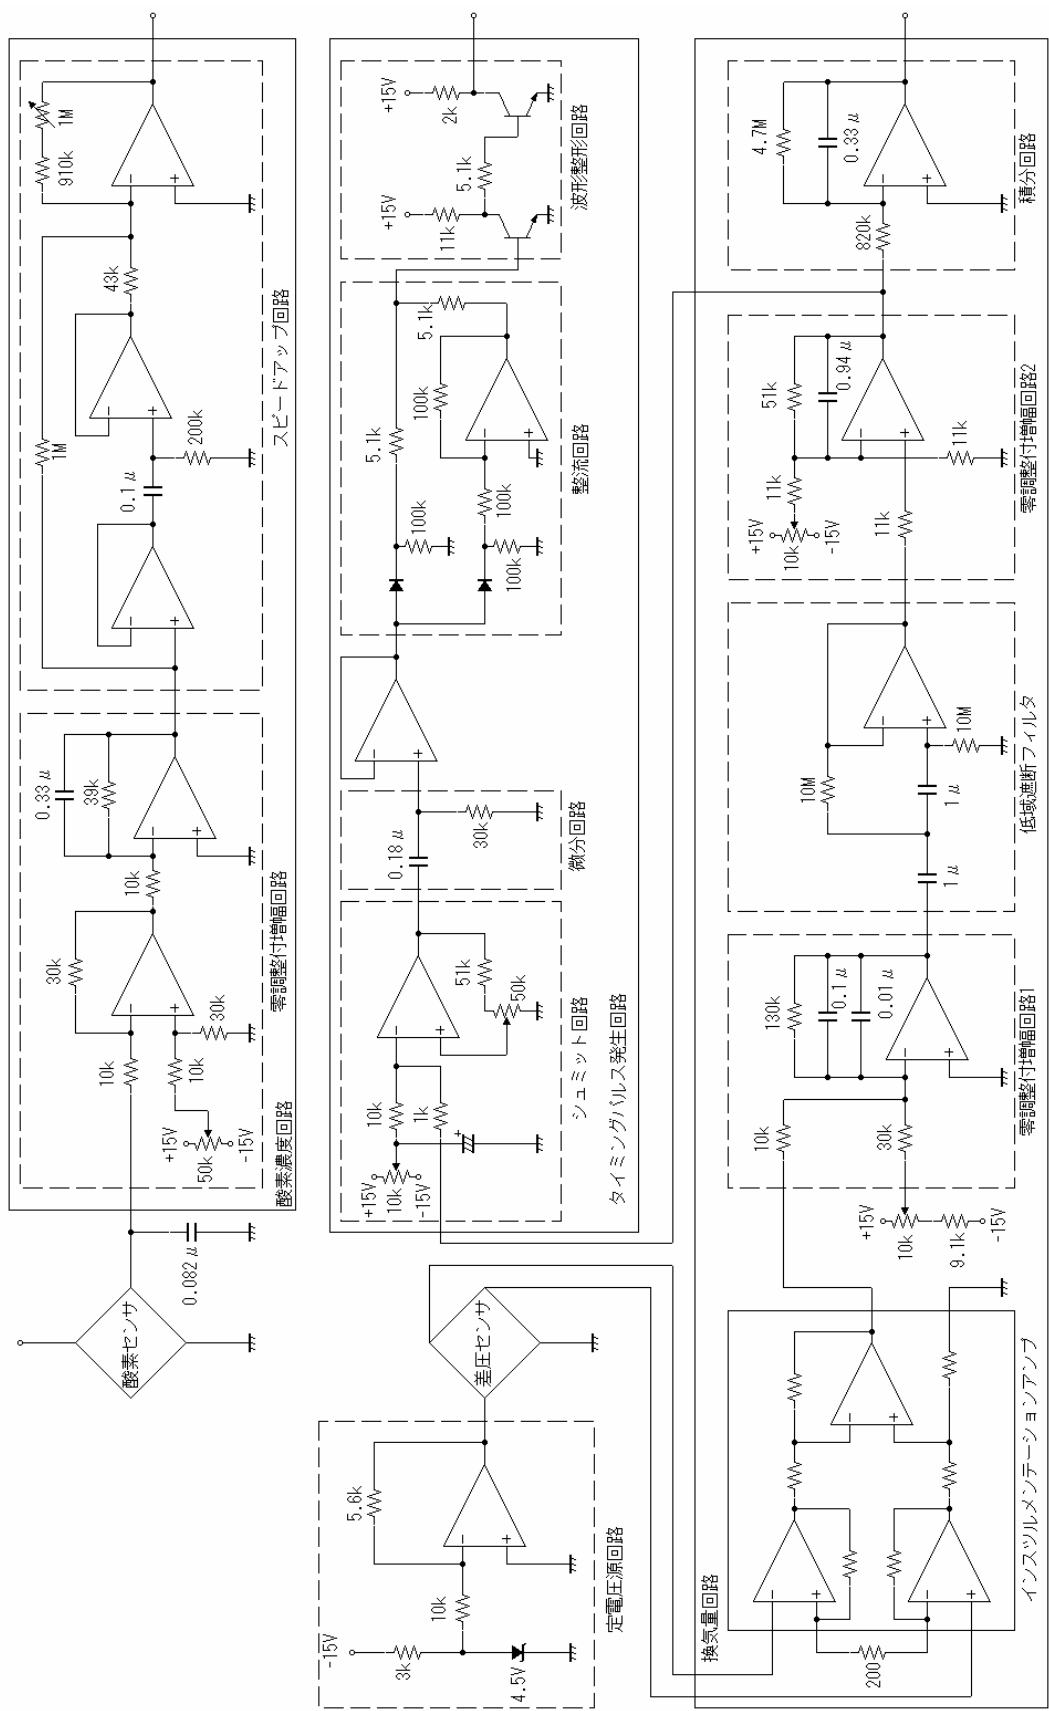 酸素センサ
0.082μ
酸素濃度回路
零調整付増幅回路
+15V
50k
-15V
10k
10k
30k
30k
10k
39k
0.33μ
スピードアップ回路
1M
0.1μ
200k
43k
910k
1M
定電圧源回路
-15V
3k
4.5V
10k
5.6k
差圧センサ
タイミングパルス発生回路
シュミット回路
+15V
10k
-15V
10k
1k
51k
50k
微分回路
0.18μ
30k
整流回路
100k
100k
5.1k
100k
100k
5.1k
波形整形回路
+15V
11k
5.1k
+15V
2k
換気量回路
インスツルメンテーションアンプ
200
+15V
10k
9.1k
-15V
零調整付増幅回路1
10k
30k
130k
0.1μ
0.01μ
低域遮断フィルタ
1μ
1μ
10M
10M
零調整付増幅回路2
+15V
10k
-15V
11k
11k
51k
0.94μ
11k
積分回路
820k
4.7M
0.33μ